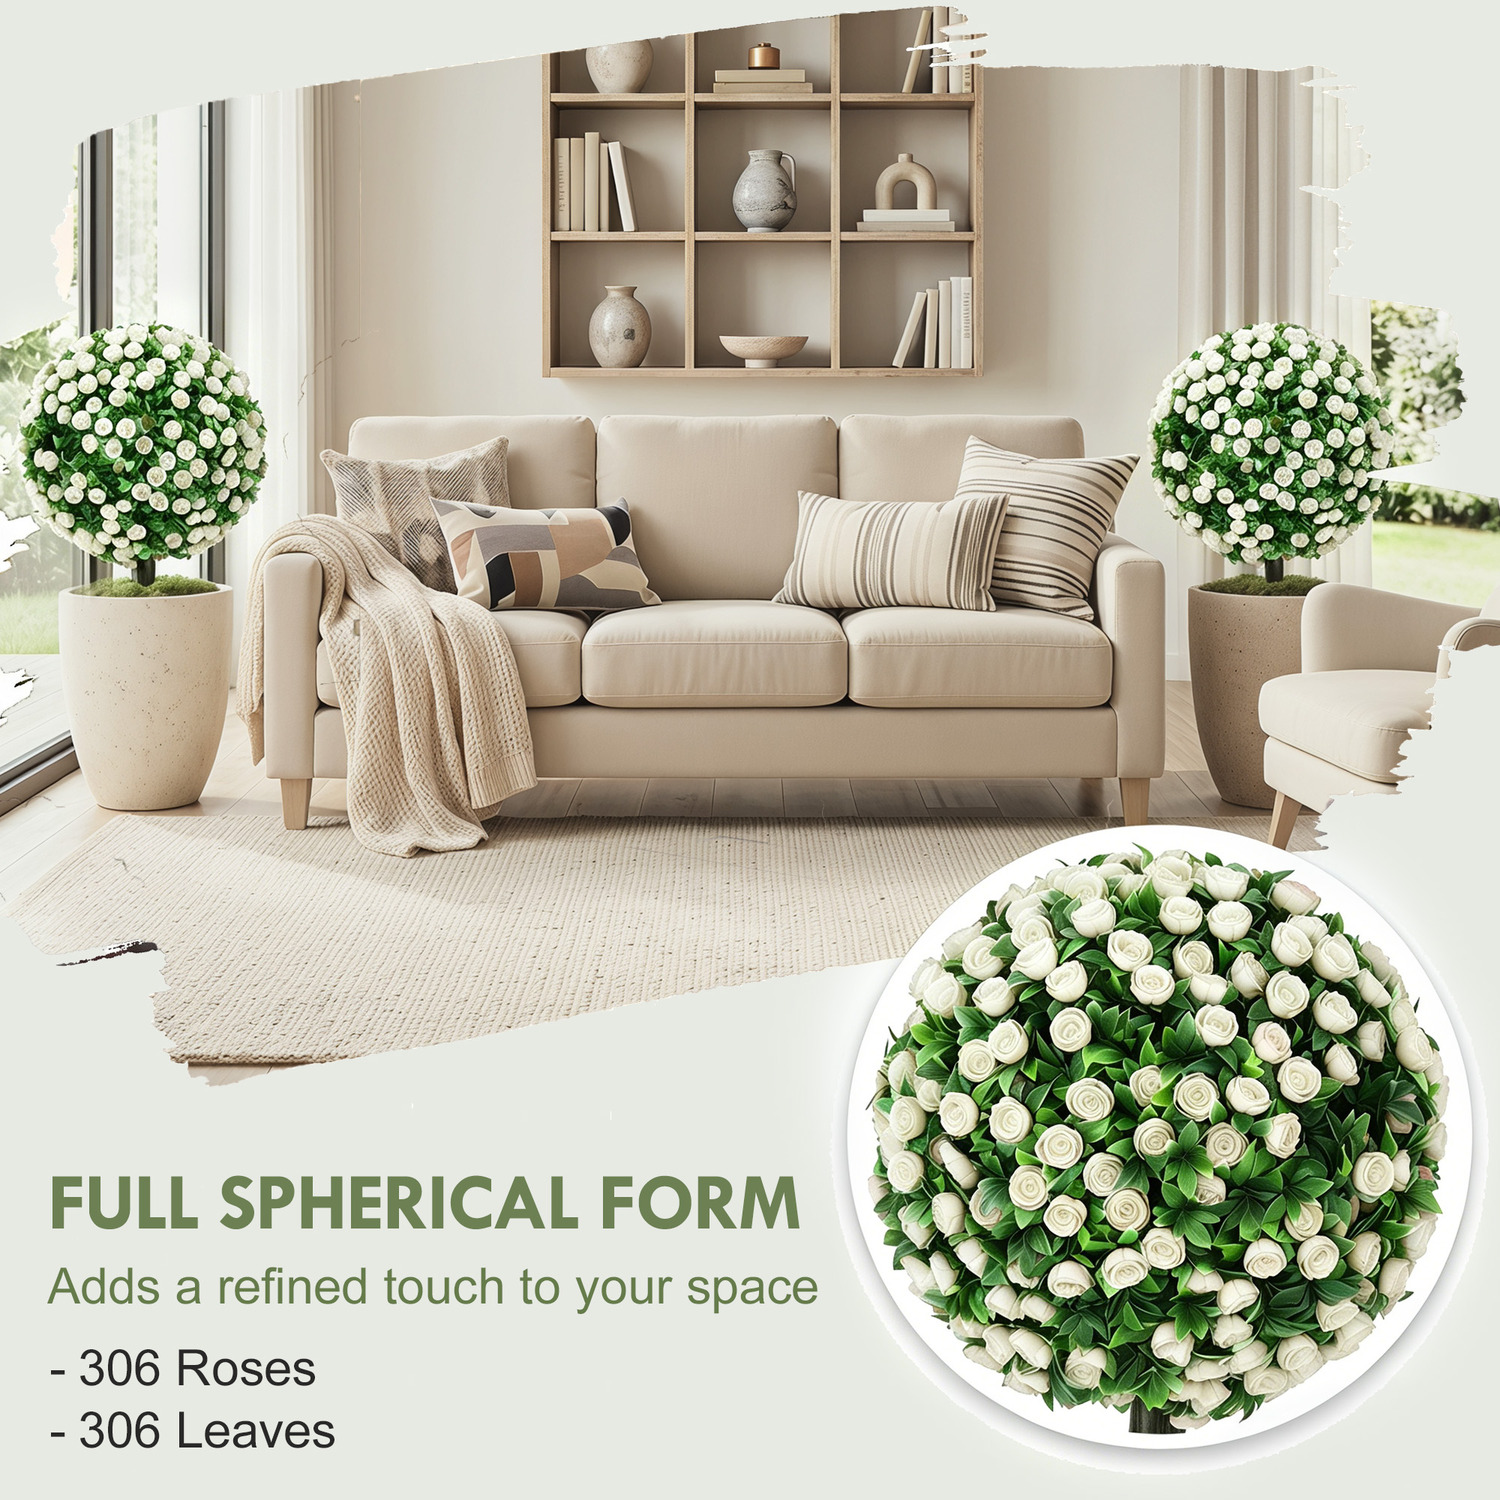 FULL SPHERICAL FORM
Adds a refined touch to your space
- 306 Roses
- 306 Leaves